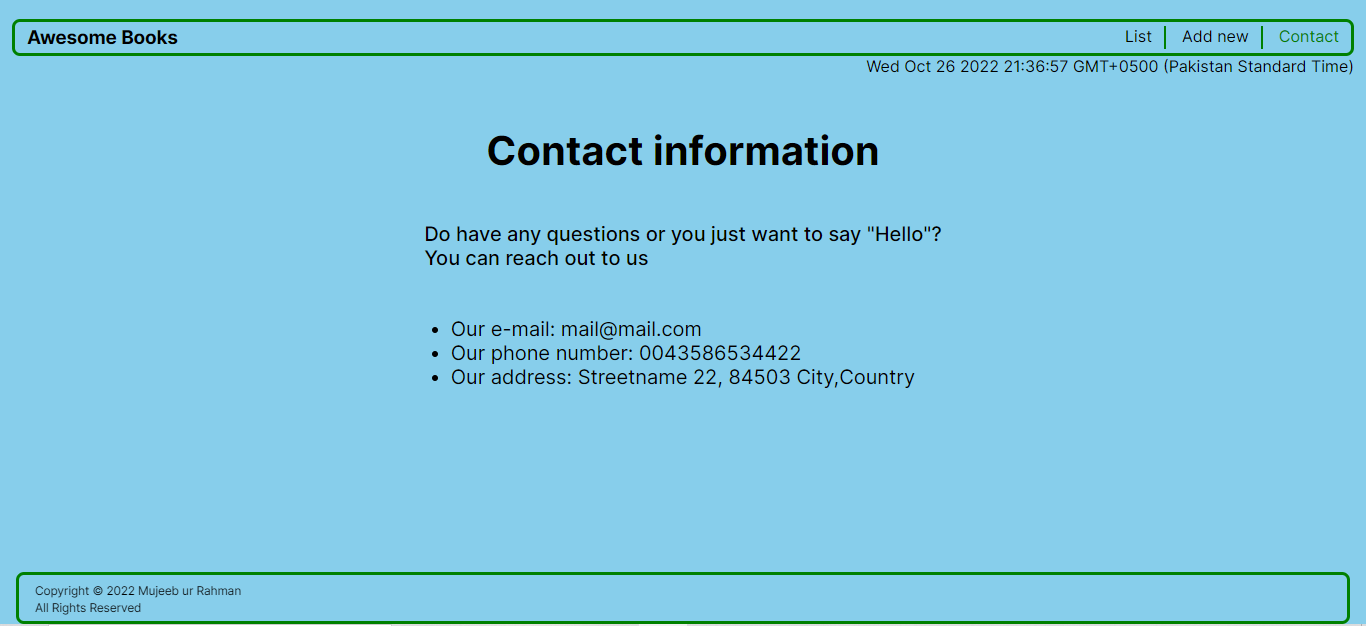 Awesome Books
List
Add new
Contact
Wed Oct 26 2022 21:36:57 GMT+0500 (Pakistan Standard Time)
Contact information
Do have any questions or you just want to say "Hello"?
You can reach out to us
Our e-mail: mail@mail.com
Our phone number: 0043586534422
Our address: Streetname 22, 84503 City,Country
Copyright © 2022 Mujeeb ur Rahman
All Rights Reserved